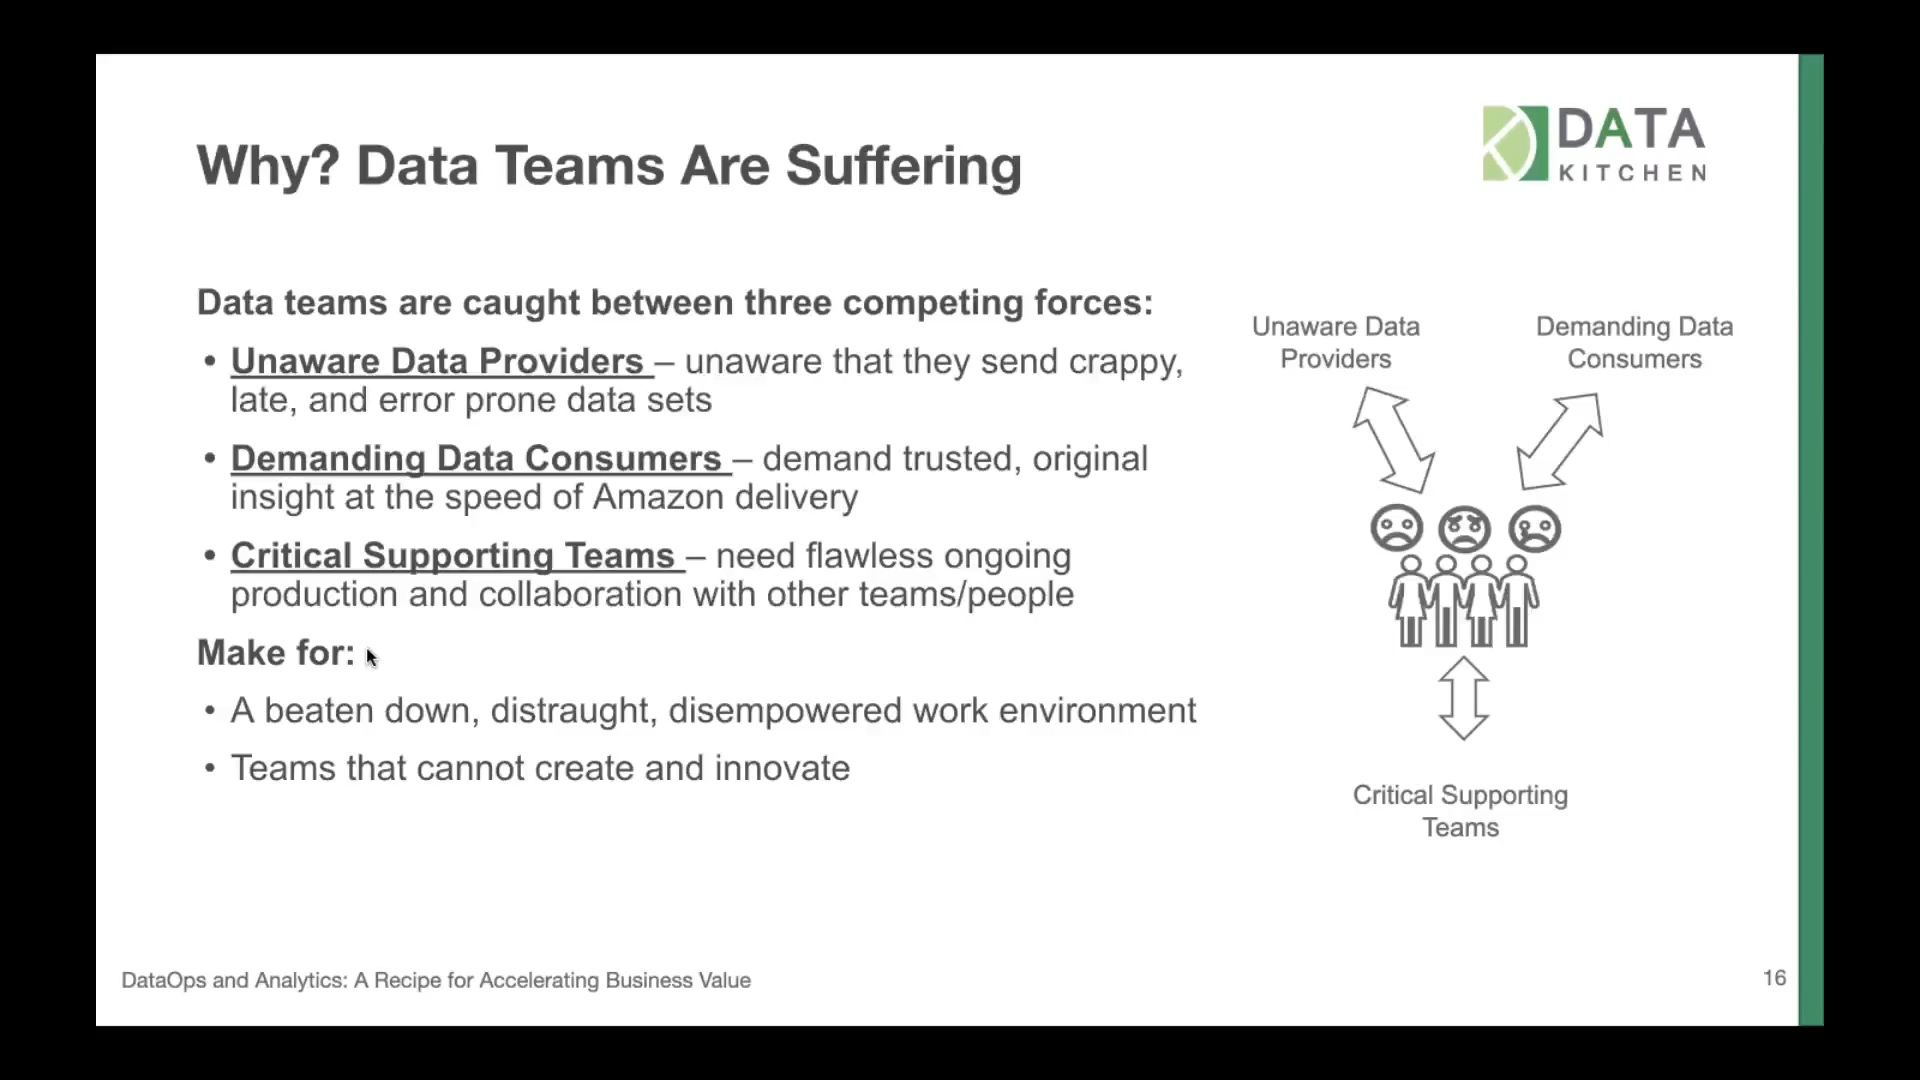 DATA
KITCHEN
Why? Data Teams Are Suffering
Data teams are caught between three competing forces:
• Unaware Data Providers – unaware that they send crappy,
late, and error prone data sets
• Demanding Data Consumers – demand trusted, original
insight at the speed of Amazon delivery
• Critical Supporting Teams – need flawless ongoing
production and collaboration with other teams/people
Make for:
• A beaten down, distraught, disempowered work environment
• Teams that cannot create and innovate
Unaware Data
Providers
Demanding Data
Consumers
Critical Supporting
Teams
DataOps and Analytics: A Recipe for Accelerating Business Value
16